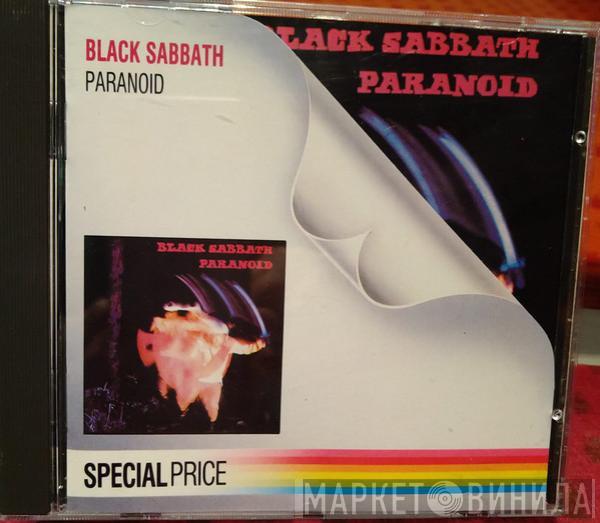 BLACK SABBATH
PARANOID
BLACK SABBATH
PARANOID
BLACK SABBATH
PARANOID
SPECIAL PRICE
МАРКЕТ ВИНИЛА